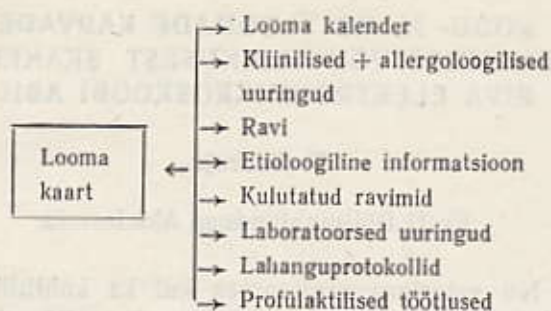 Looma kalender
Kliinilised + allergoloogilised
uuringud
Ravi
Looma
kaart
Etioloogiline informatsioon
Kulutatud ravimid
Laboratoorsed uuringud
Lahanguprotokollid
Profülaktilised töötlused